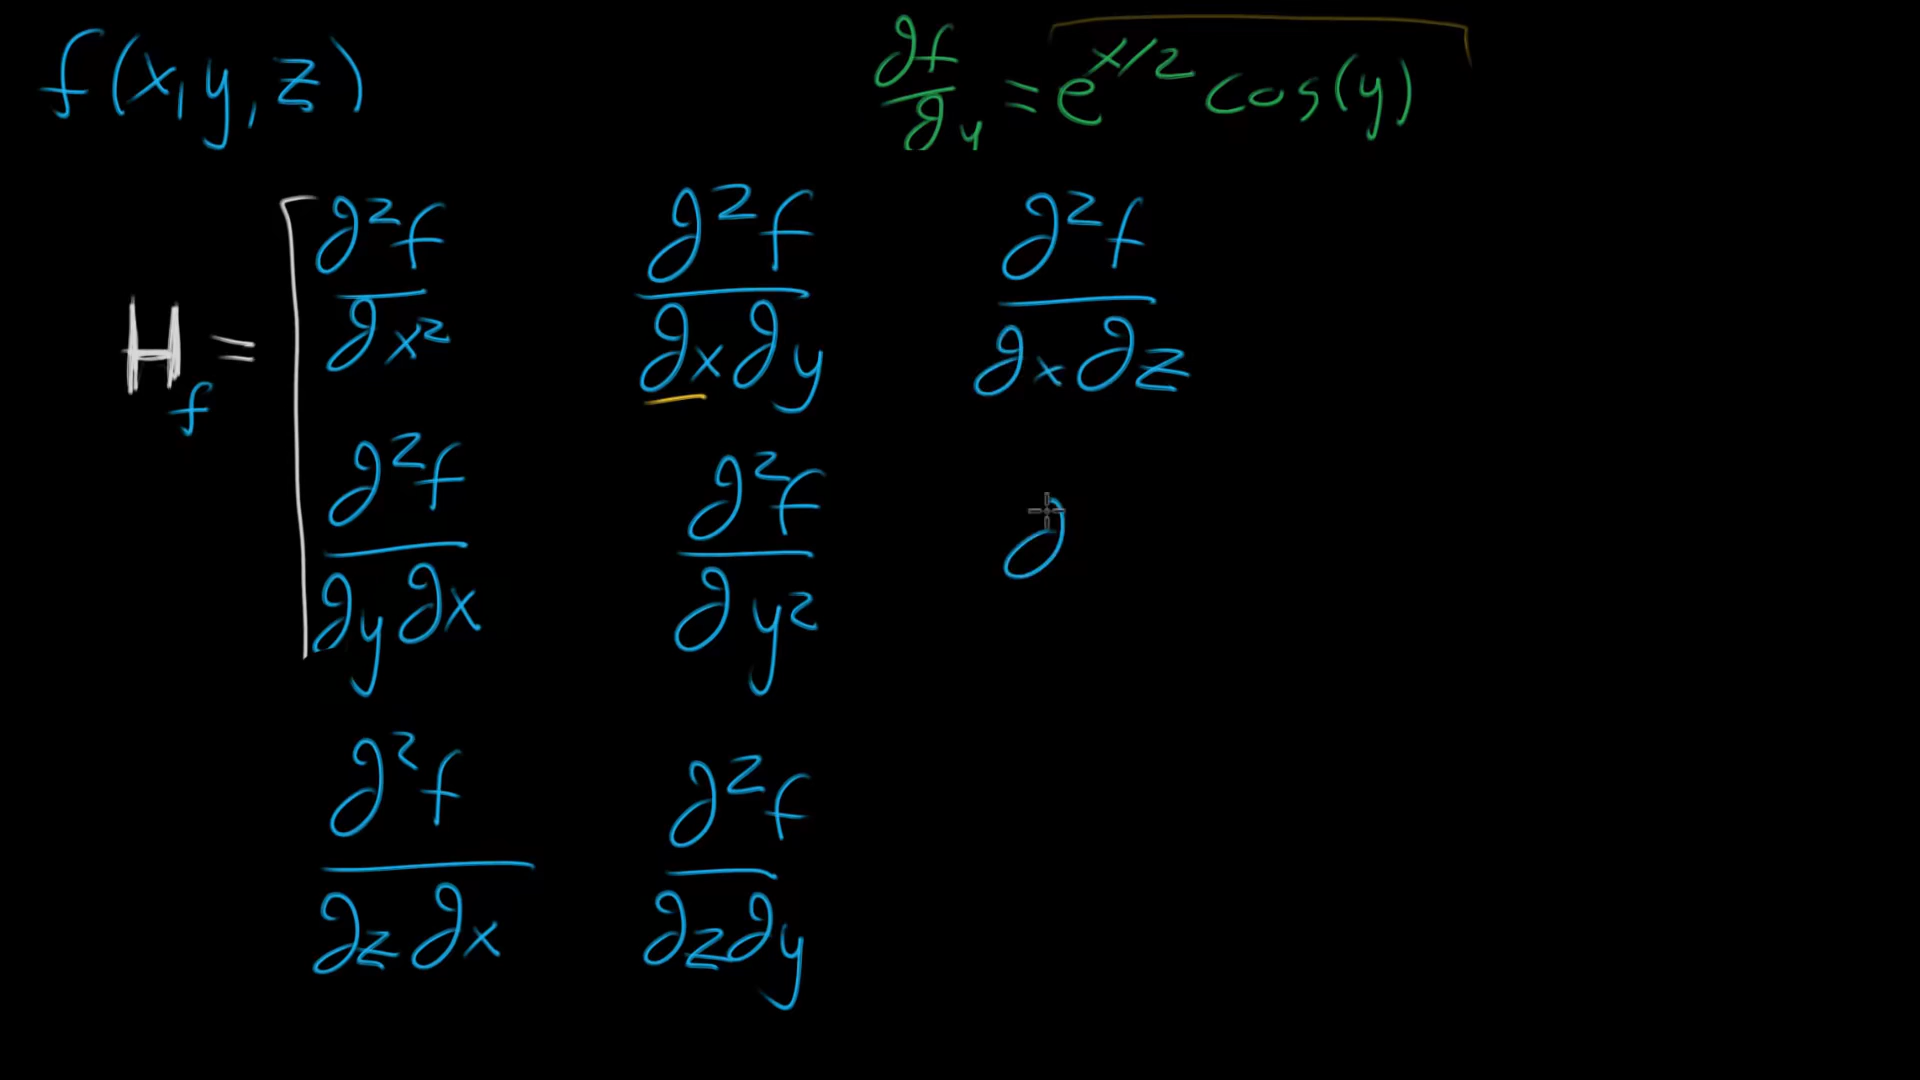 f(x,y,z)
∂f/∂y = e^{x/2} cos(y)
H_f = [ ∂²f/∂x² ∂²f/∂x∂y ∂²f/∂x∂z
∂²f/∂y∂x ∂²f/∂y² ∂
∂²f/∂z∂x ∂²f/∂z∂y